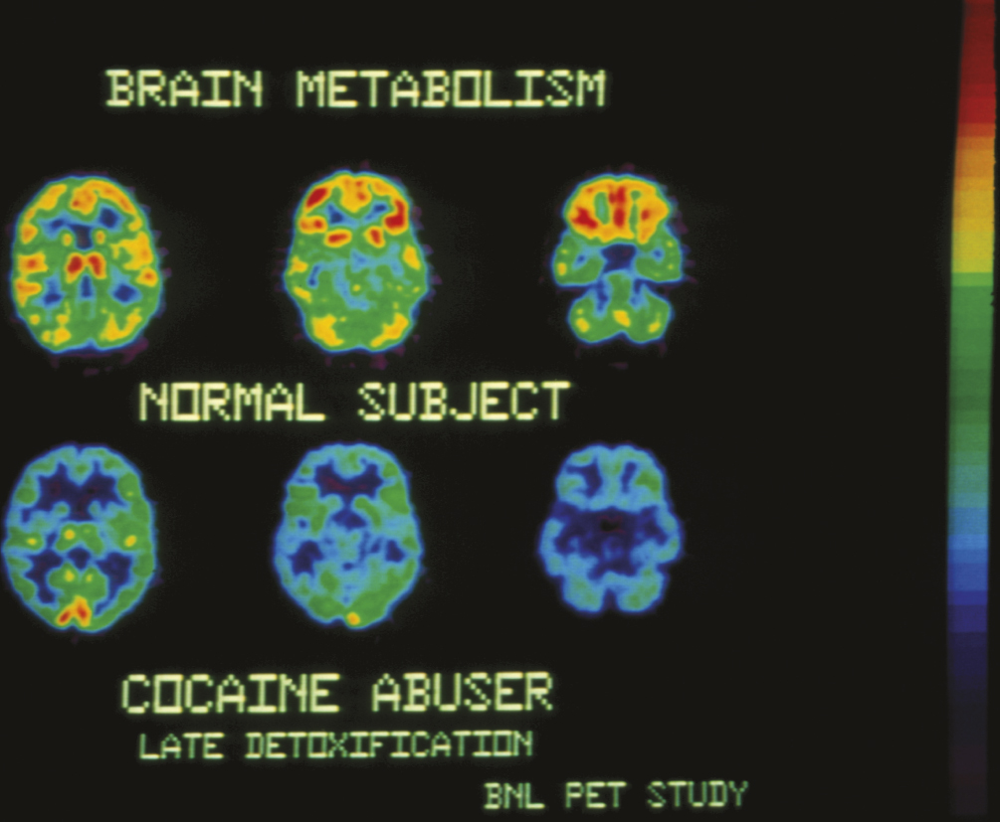 BRAIN METABOLISM
NORMAL SUBJECT
COCAINE ABUSER
LATE DETOXIFICATION
BNL PET STUDY